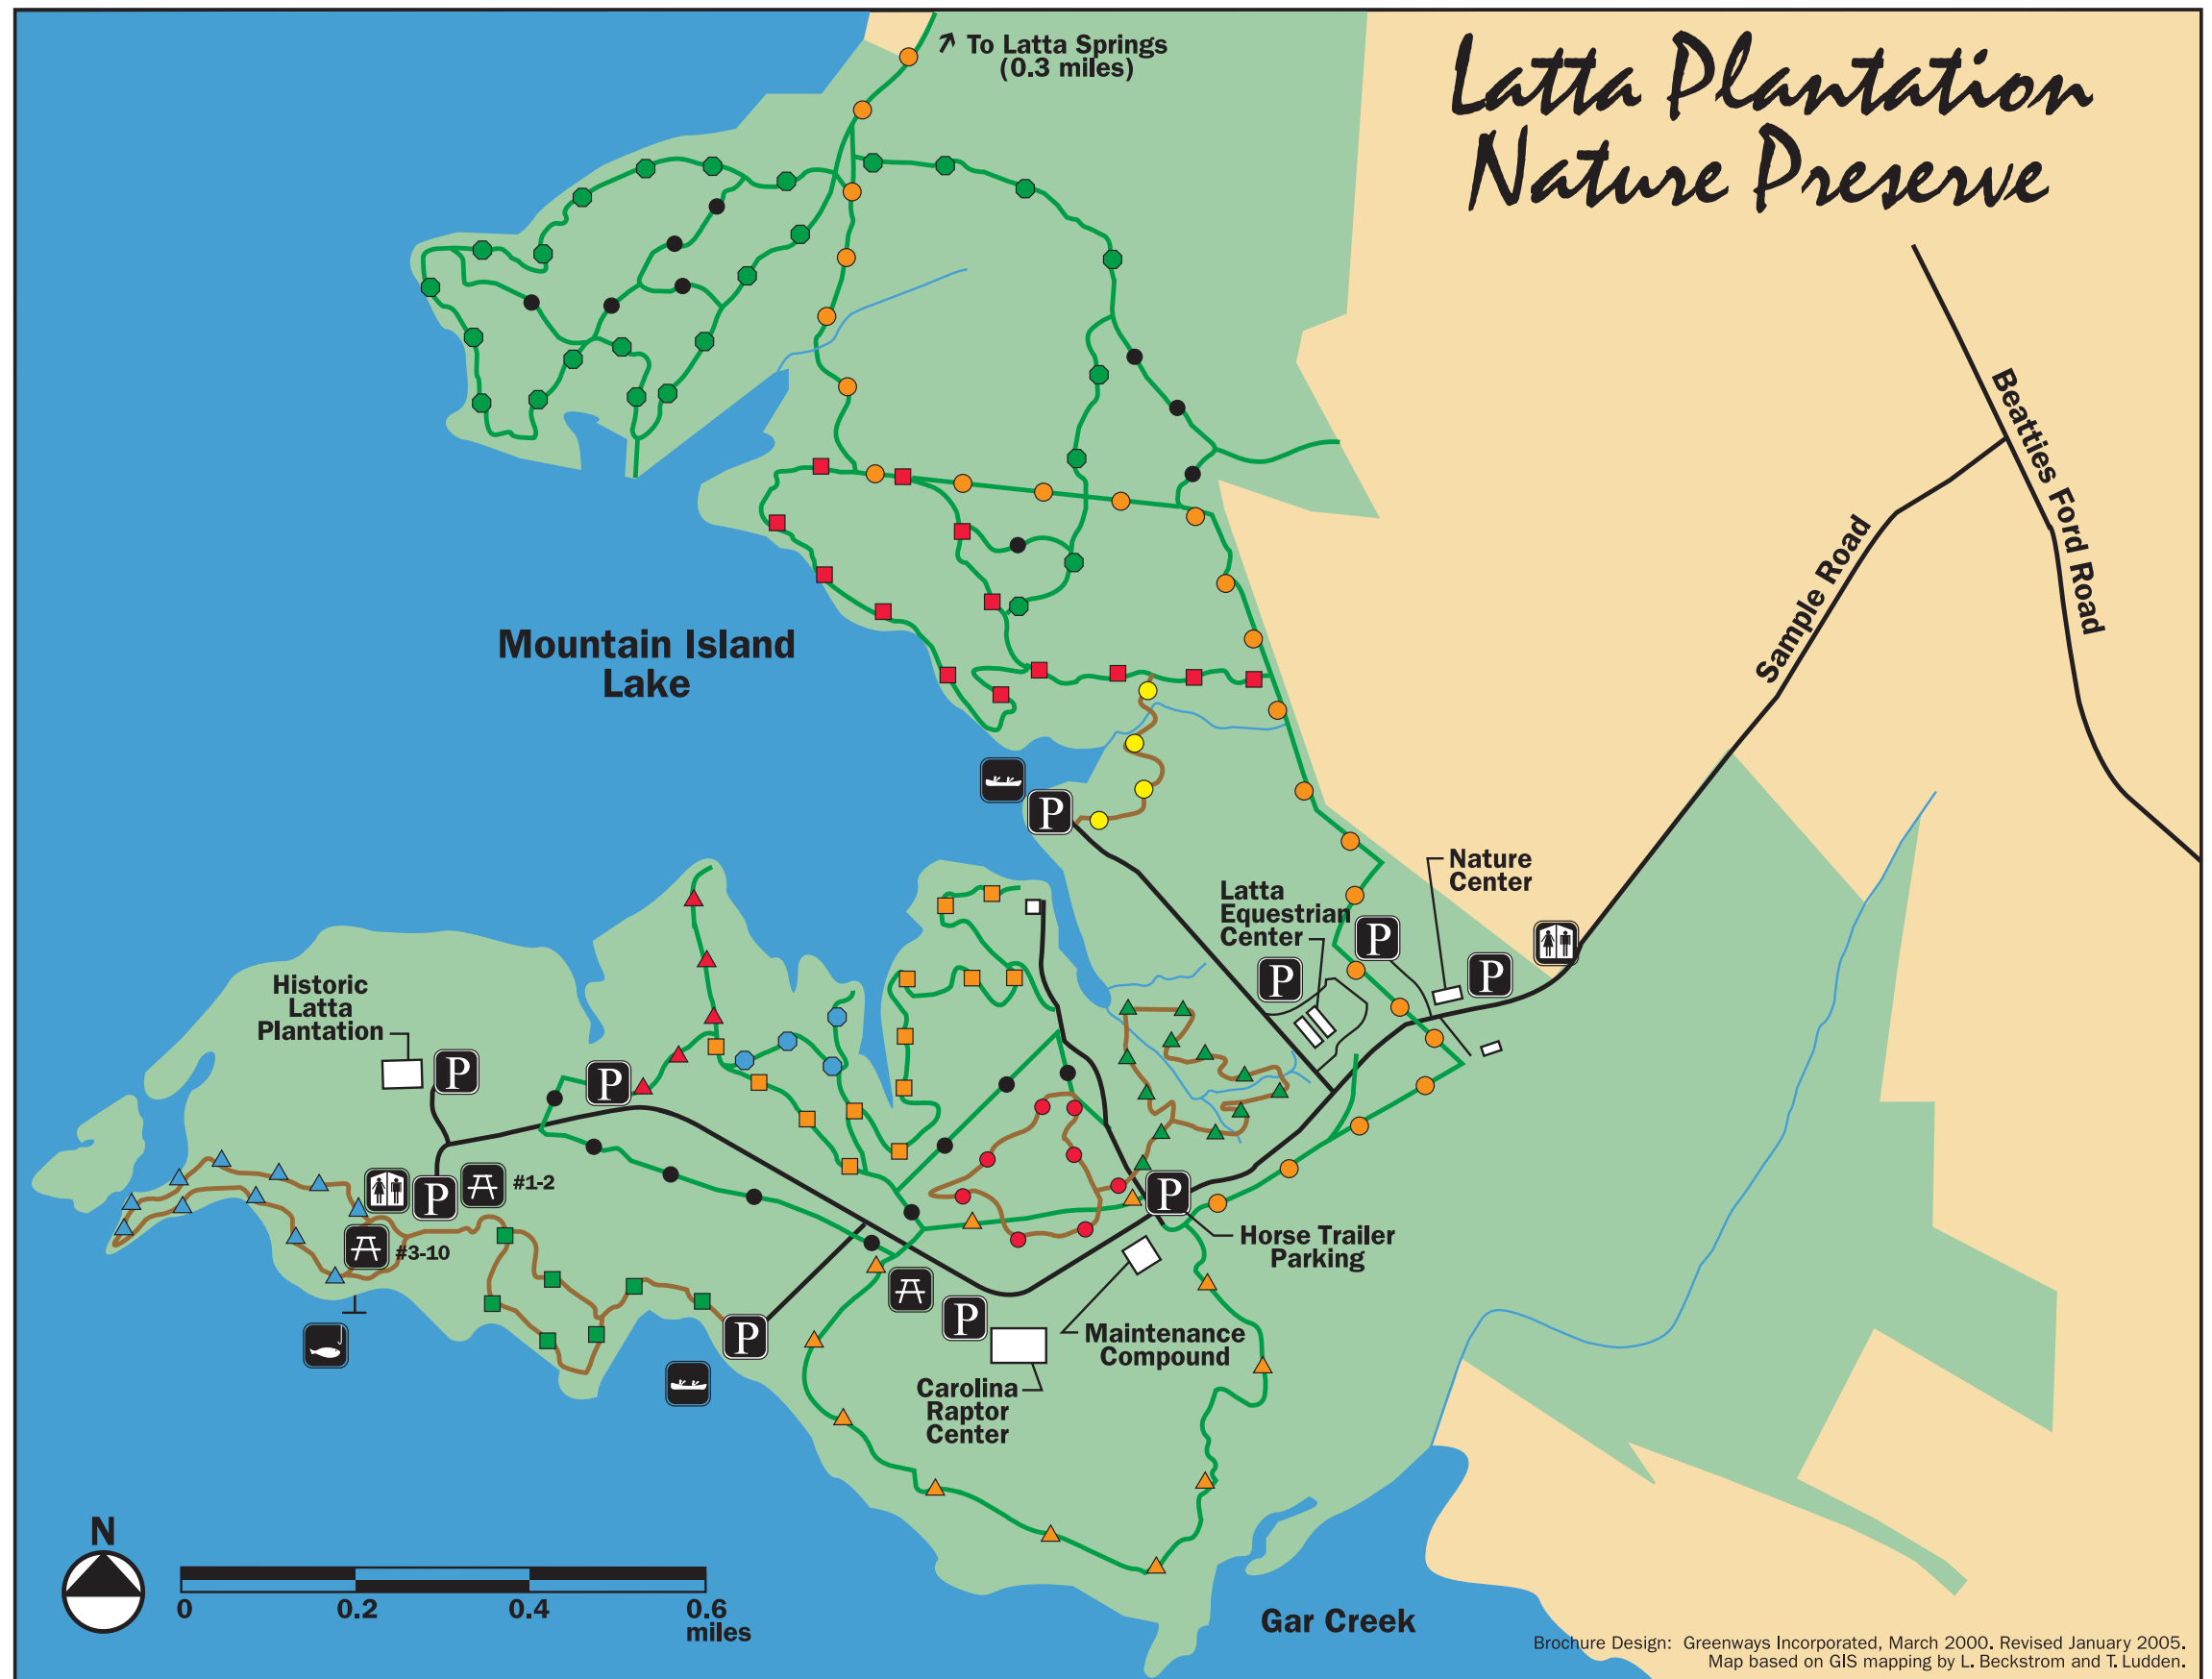 To Latta Springs
(0.3 miles)
Latta Plantation
Nature Preserve
Beatties Ford Road
Sample Road
Mountain Island
Lake
P
Nature
Center
Latta
Equestrian
Center
P
P
P
Historic
Latta
Plantation
P
P
#1-2
P
#3-10
P
Horse Trailer
Parking
P
P
Maintenance
Compound
Carolina
Raptor
Center
N
0
0.2
0.4
0.6
miles
Gar Creek
Brochure Design: Greenways Incorporated, March 2000. Revised January 2005.
Map based on GIS mapping by L. Beckstrom and T. Ludden.